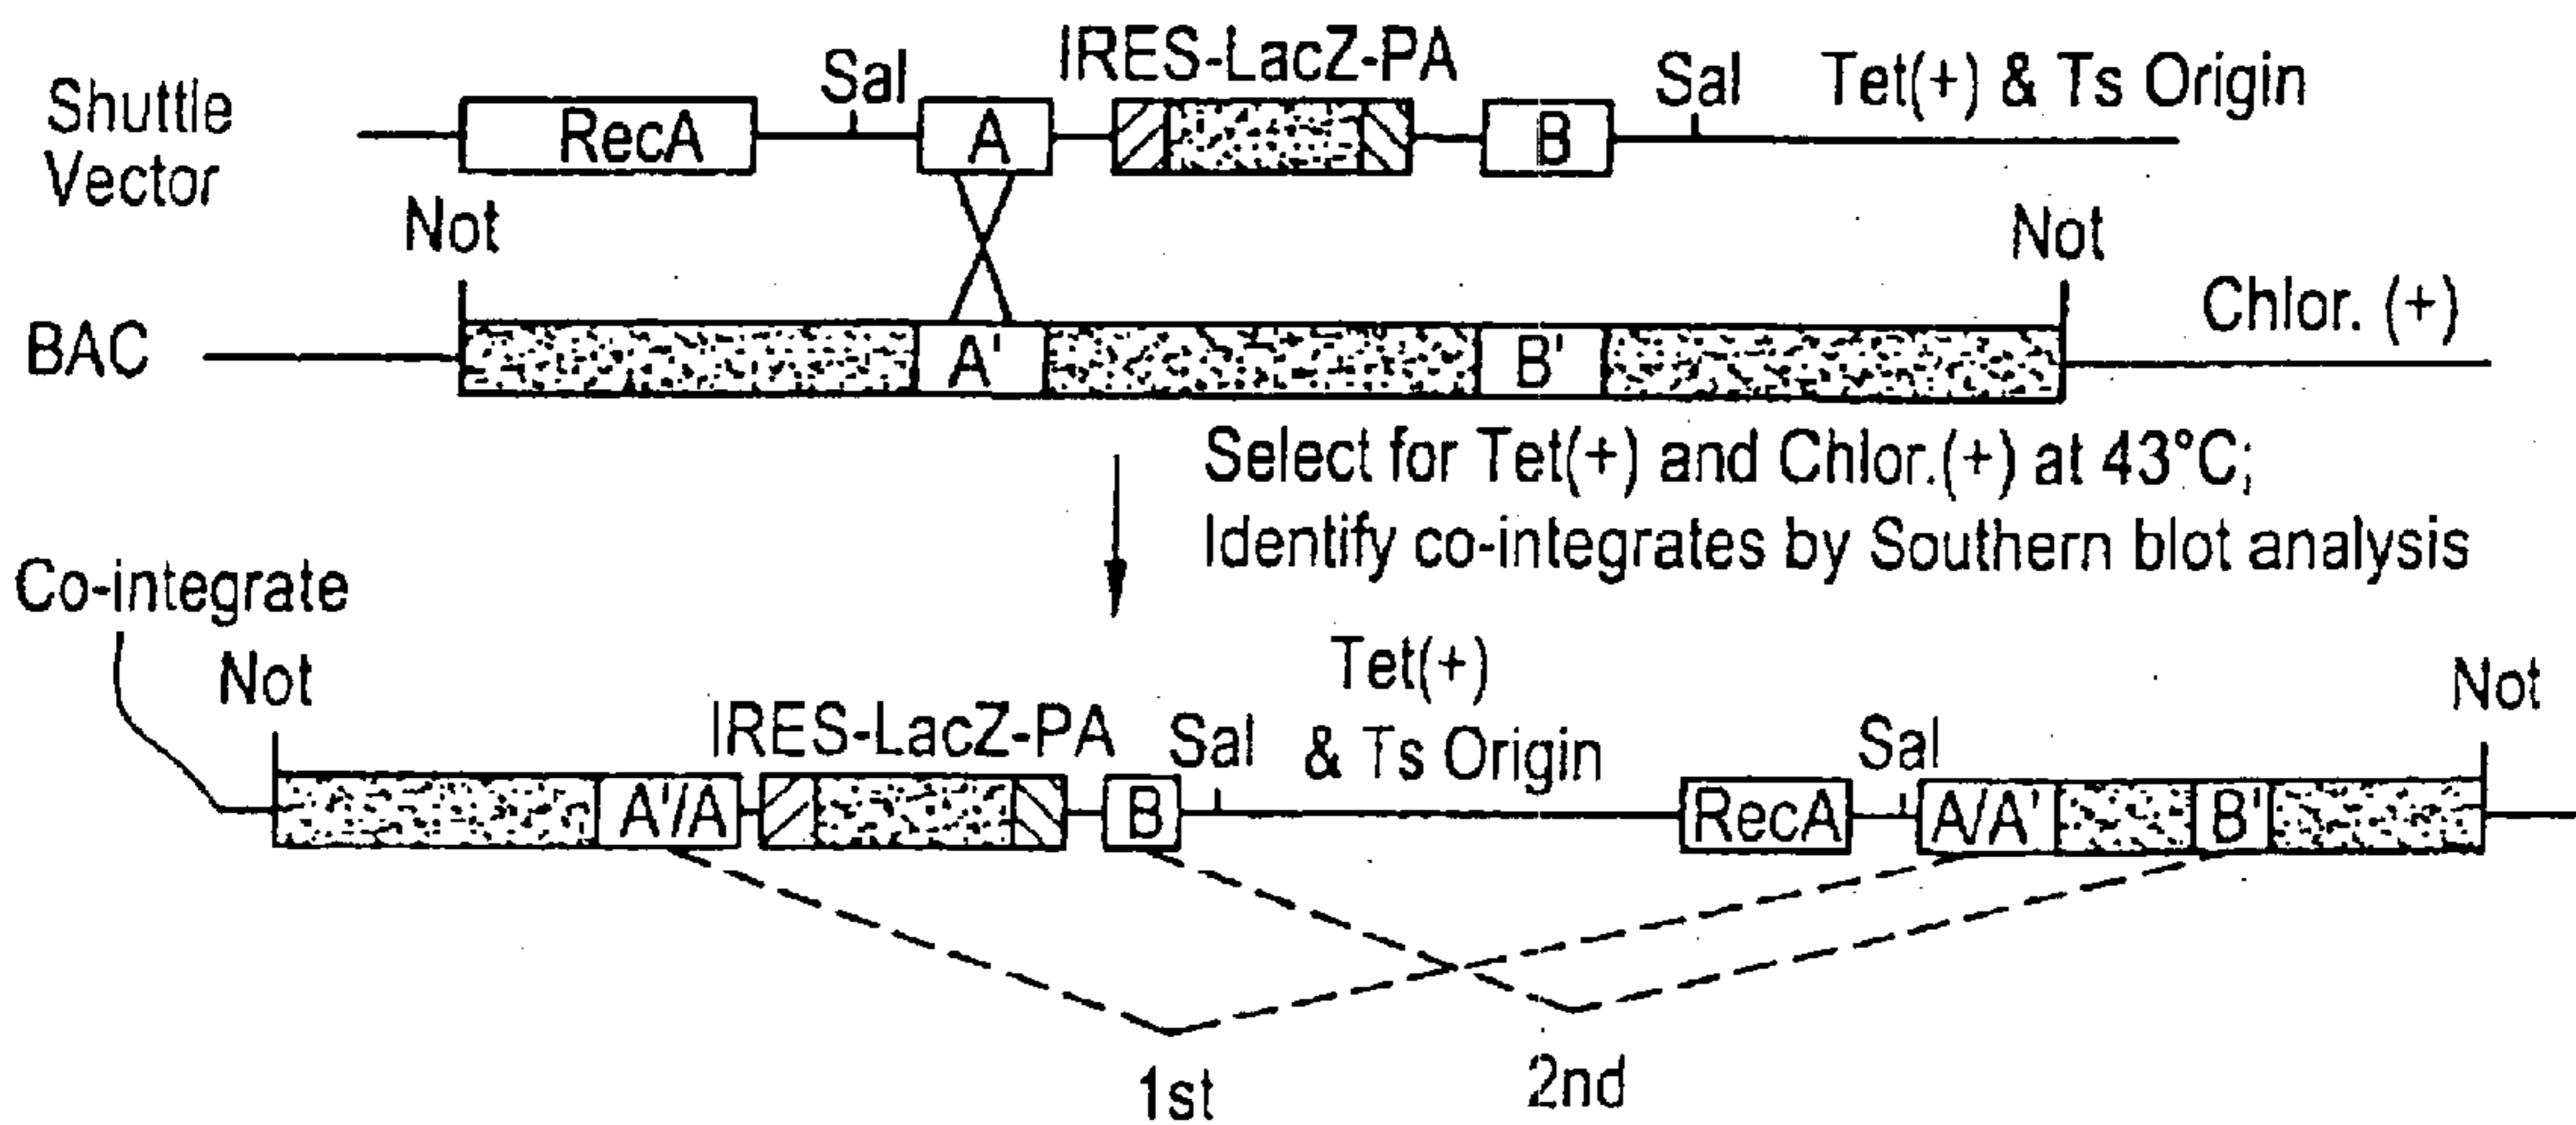 IRES-LacZ-PA
Shuttle
Vector
Sal
Sal
Tet(+) & Ts Origin
RecA
A
B
Not
Not
BAC
A'
B'
Chlor. (+)
Select for Tet(+) and Chlor.(+) at 43°C;
Identify co-integrates by Southern blot analysis
Co-integrate
Not
IRES-LacZ-PA
Sal
Tet(+)
& Ts Origin
Sal
Not
A'/A
B
RecA
A/A'
B'
1st
2nd